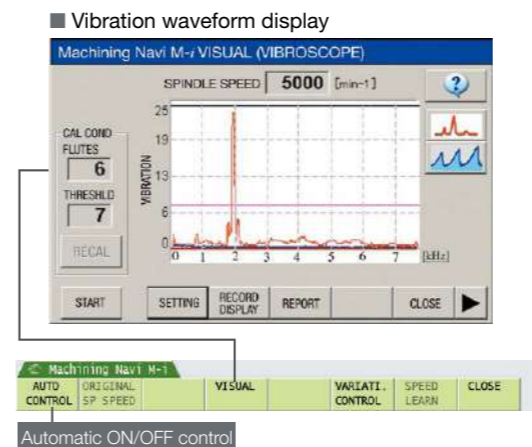 ■ Vibration waveform display
Machining Navi M-i VISUAL (VIBROSCOPE)
SPINDLE SPEED 5000 [min-1]
CAL COND
FLUTES
6
THRESHLD
7
RECAL
VIBRATION
25
19
13
6
0
0 1 2 3 4 5 6 7 [kHz]
START SETTING RECORD DISPLAY REPORT CLOSE
Machining Navi M-i
AUTO CONTROL ORIGINAL SP SPEED VISUAL VARIATI. CONTROL SPEED LEARN CLOSE
Automatic ON/OFF control